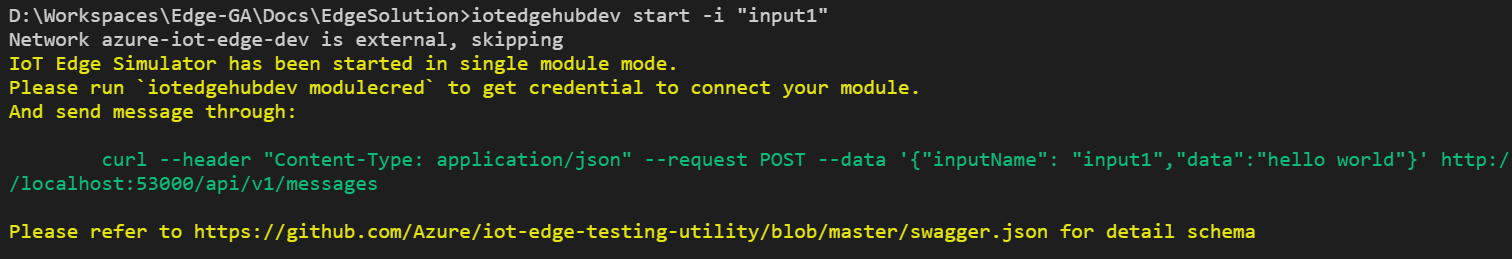 D:\Workspaces\Edge-GA\Docs\EdgeSolution>iotedgehubdev start -i "input1"
Network azure-iot-edge-dev is external, skipping
IoT Edge Simulator has been started in single module mode.
Please run `iotedgehubdev modulecred` to get credential to connect your module.
And send message through:
curl --header "Content-Type: application/json" --request POST --data '{"inputName": "input1","data":"hello world"}' http:/
/localhost:53000/api/v1/messages
Please refer to https://github.com/Azure/iot-edge-testing-utility/blob/master/swagger.json for detail schema